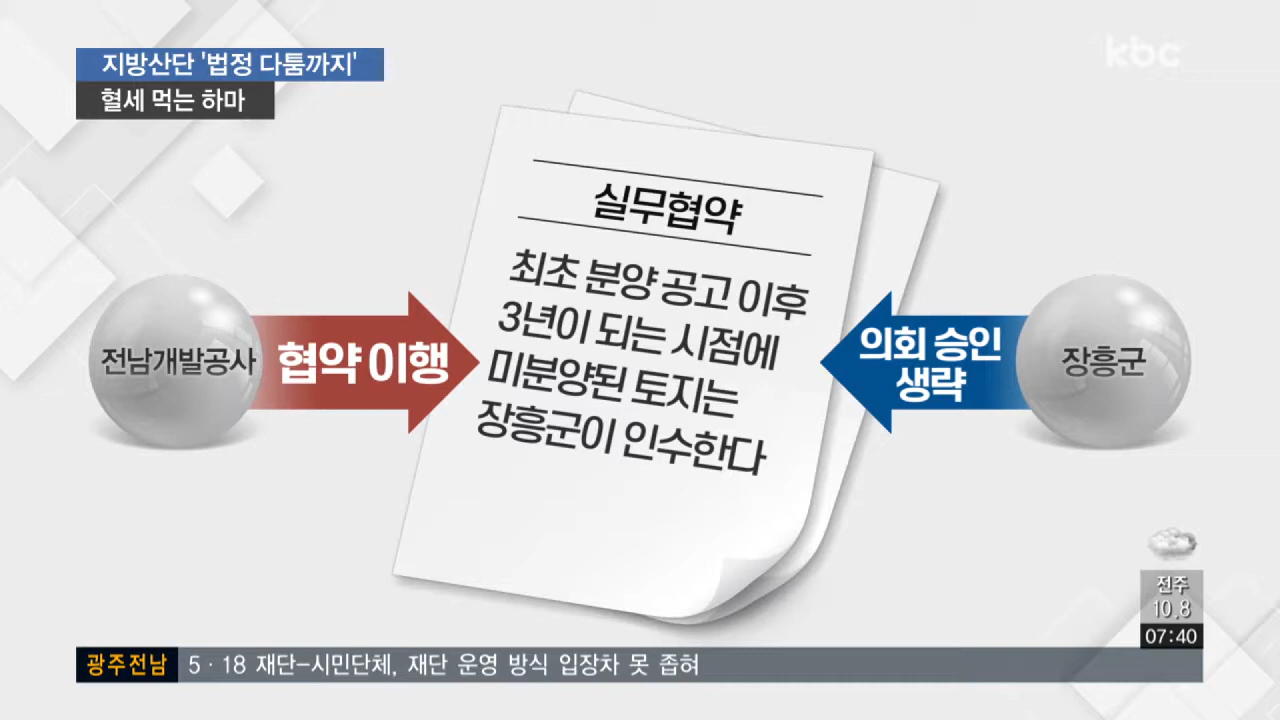 지방산단 '법정 다툼까지'
혈세 먹는 하마
kbc
실무협약
최초 분양 공고 이후
3년이 되는 시점에
미분양된 토지는
장흥군이 인수한다
전남개발공사
협약 이행
의회 승인
생략
장흥군
전주
10.8
07:40
광주전남 5·18 재단-시민단체, 재단 운영 방식 입장차 못 좁혀